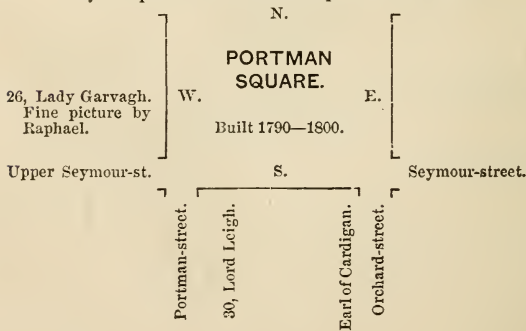 N.
PORTMAN
SQUARE.
26, Lady Garvagh.
Fine picture by
Raphael.
W.
E.
Built 1790—1800.
Upper Seymour-st.
S.
Seymour-street.
Portman-street.
30, Lord Leigh.
Earl of Cardigan.
Orchard-street.